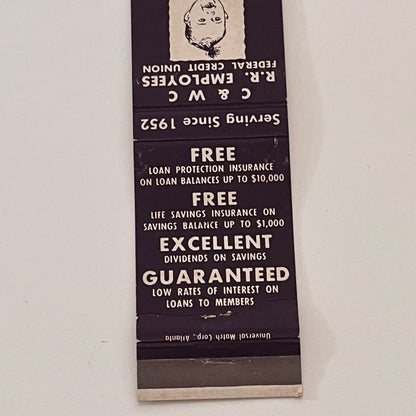 C & W C
R.R. EMPLOYEES
FEDERAL CREDIT UNION
Serving Since 1952
FREE
LOAN PROTECTION INSURANCE
ON LOAN BALANCES UP TO $10,000
FREE
LIFE SAVINGS INSURANCE ON
SAVINGS BALANCE UP TO $1,000
EXCELLENT
DIVIDENDS ON SAVINGS
GUARANTEED
LOW RATES OF INTEREST ON
LOANS TO MEMBERS
Universal Match Corp., Atlanta